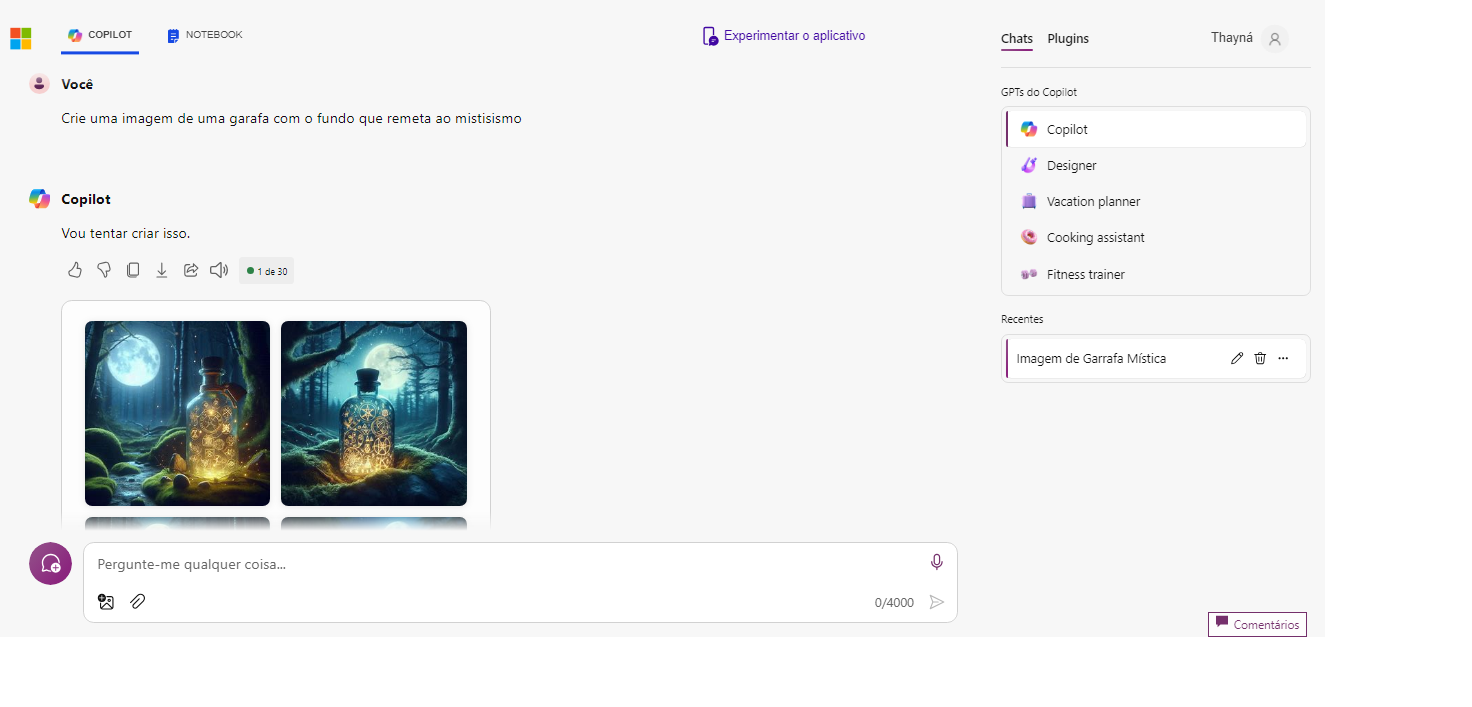 COPILOT
NOTEBOOK
Experimentar o aplicativo
Chats
Plugins
Thayná
Você
Crie uma imagem de uma garafa com o fundo que remeta ao mistisismo
Copilot
Vou tentar criar isso.
1 de 30
Pergunte-me qualquer coisa...
0/4000
GPTs do Copilot
Copilot
Designer
Vacation planner
Cooking assistant
Fitness trainer
Recentes
Imagem de Garrafa Mística
Comentários